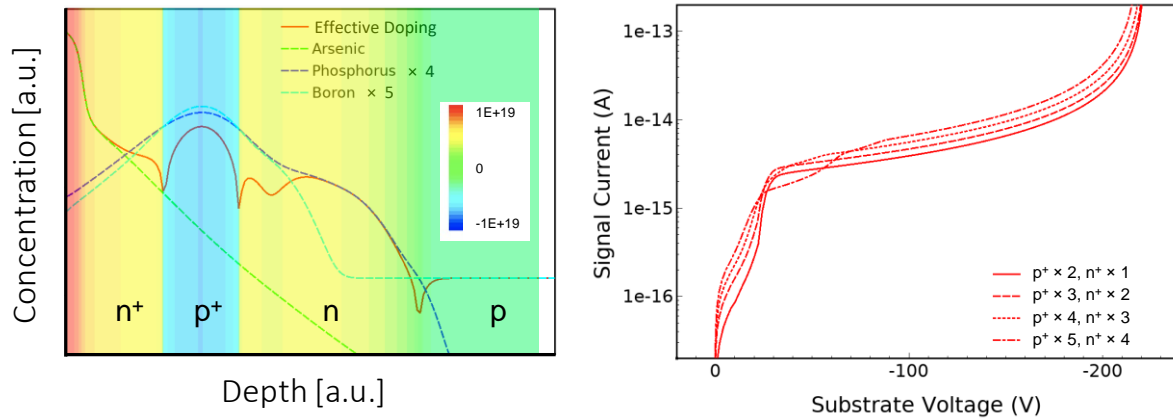 Concentration [a.u.]
Effective Doping
Arsenic
Phosphorus × 4
Boron × 5
1E+19
0
-1E+19
n⁺
p⁺
n
p
Depth [a.u.]
Signal Current (A)
1e-13
1e-14
1e-15
1e-16
p⁺ × 2, n⁺ × 1
p⁺ × 3, n⁺ × 2
p⁺ × 4, n⁺ × 3
p⁺ × 5, n⁺ × 4
0
-100
-200
Substrate Voltage (V)